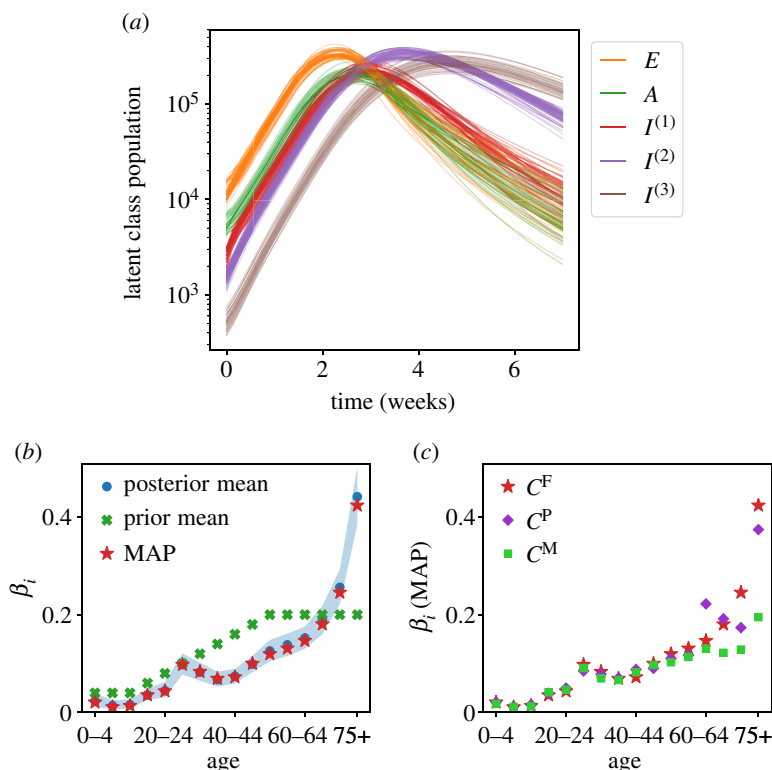 (a)
latent class population
10^5
10^4
10^3
0 2 4 6
time (weeks)
E
A
I^(1)
I^(2)
I^(3)
(b)
posterior mean
prior mean
MAP
β_i
0.4
0.2
0
0–4 20–24 40–44 60–64 75+
age
(c)
C^F
C^P
C^M
β_i (MAP)
0.4
0.2
0
0–4 20–24 40–44 60–64 75+
age